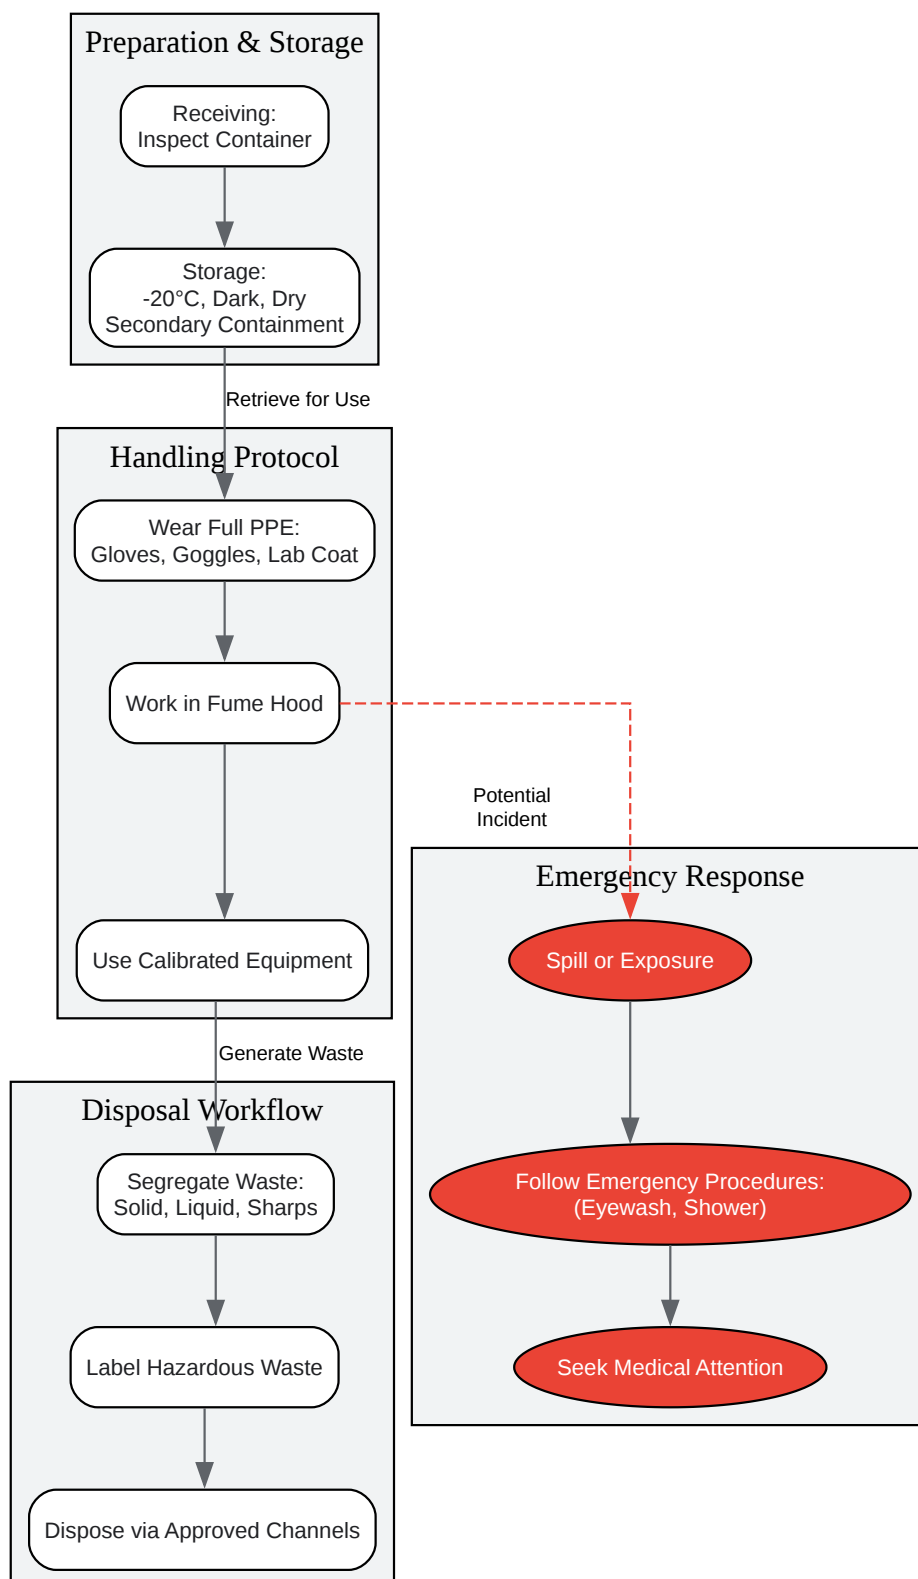 Preparation & Storage
Receiving:
Inspect Container
Storage:
-20°C, Dark, Dry
Secondary Containment
Retrieve for Use
Handling Protocol
Wear Full PPE:
Gloves, Goggles, Lab Coat
Work in Fume Hood
Potential
Incident
Use Calibrated Equipment
Generate Waste
Emergency Response
Spill or Exposure
Follow Emergency Procedures:
(Eyewash, Shower)
Seek Medical Attention
Disposal Workflow
Segregate Waste:
Solid, Liquid, Sharps
Label Hazardous Waste
Dispose via Approved Channels